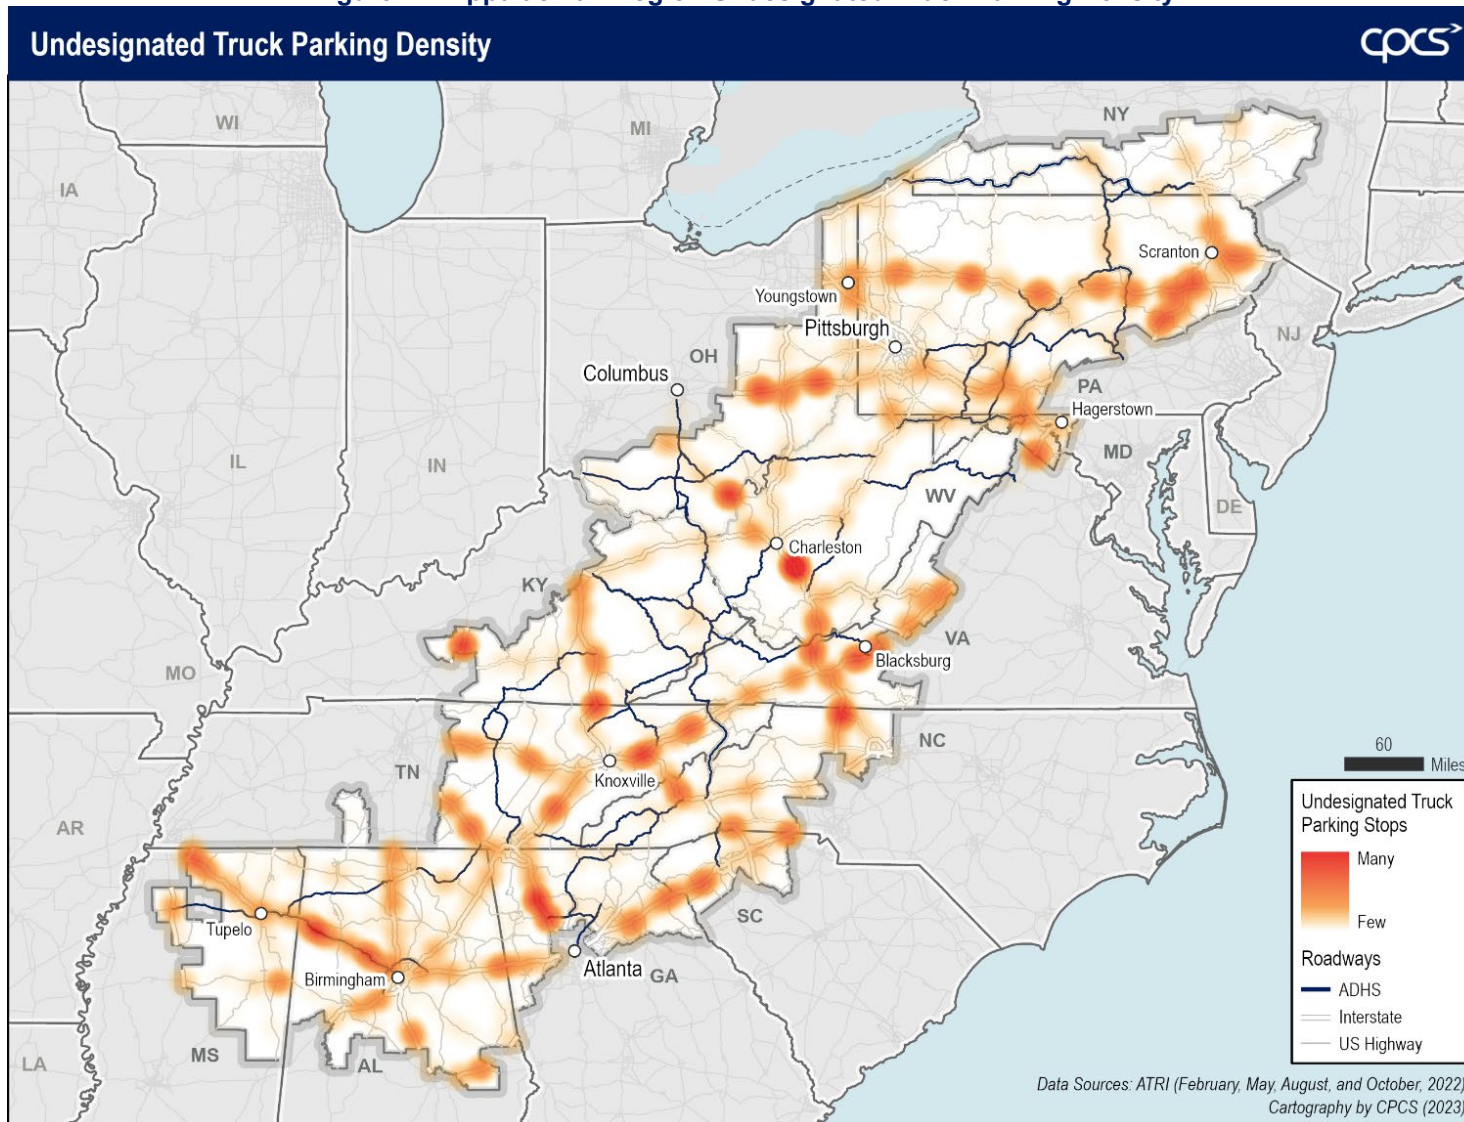 Undesignated Truck Parking Density
cpcs
WI
MI
NY
IA
Scranton
Youngstown
Pittsburgh
NJ
OH
Columbus
PA
Hagerstown
IL
IN
MD
WV
DE
Charleston
KY
VA
Blacksburg
MO
NC
60
Miles
TN
Knoxville
AR
Undesignated Truck
Parking Stops
Many
Few
SC
Tupelo
Atlanta
GA
Birmingham
Roadways
ADHS
Interstate
US Highway
MS
AL
LA
Data Sources: ATRI (February, May, August, and October, 2022)
Cartography by CPCS (2023)